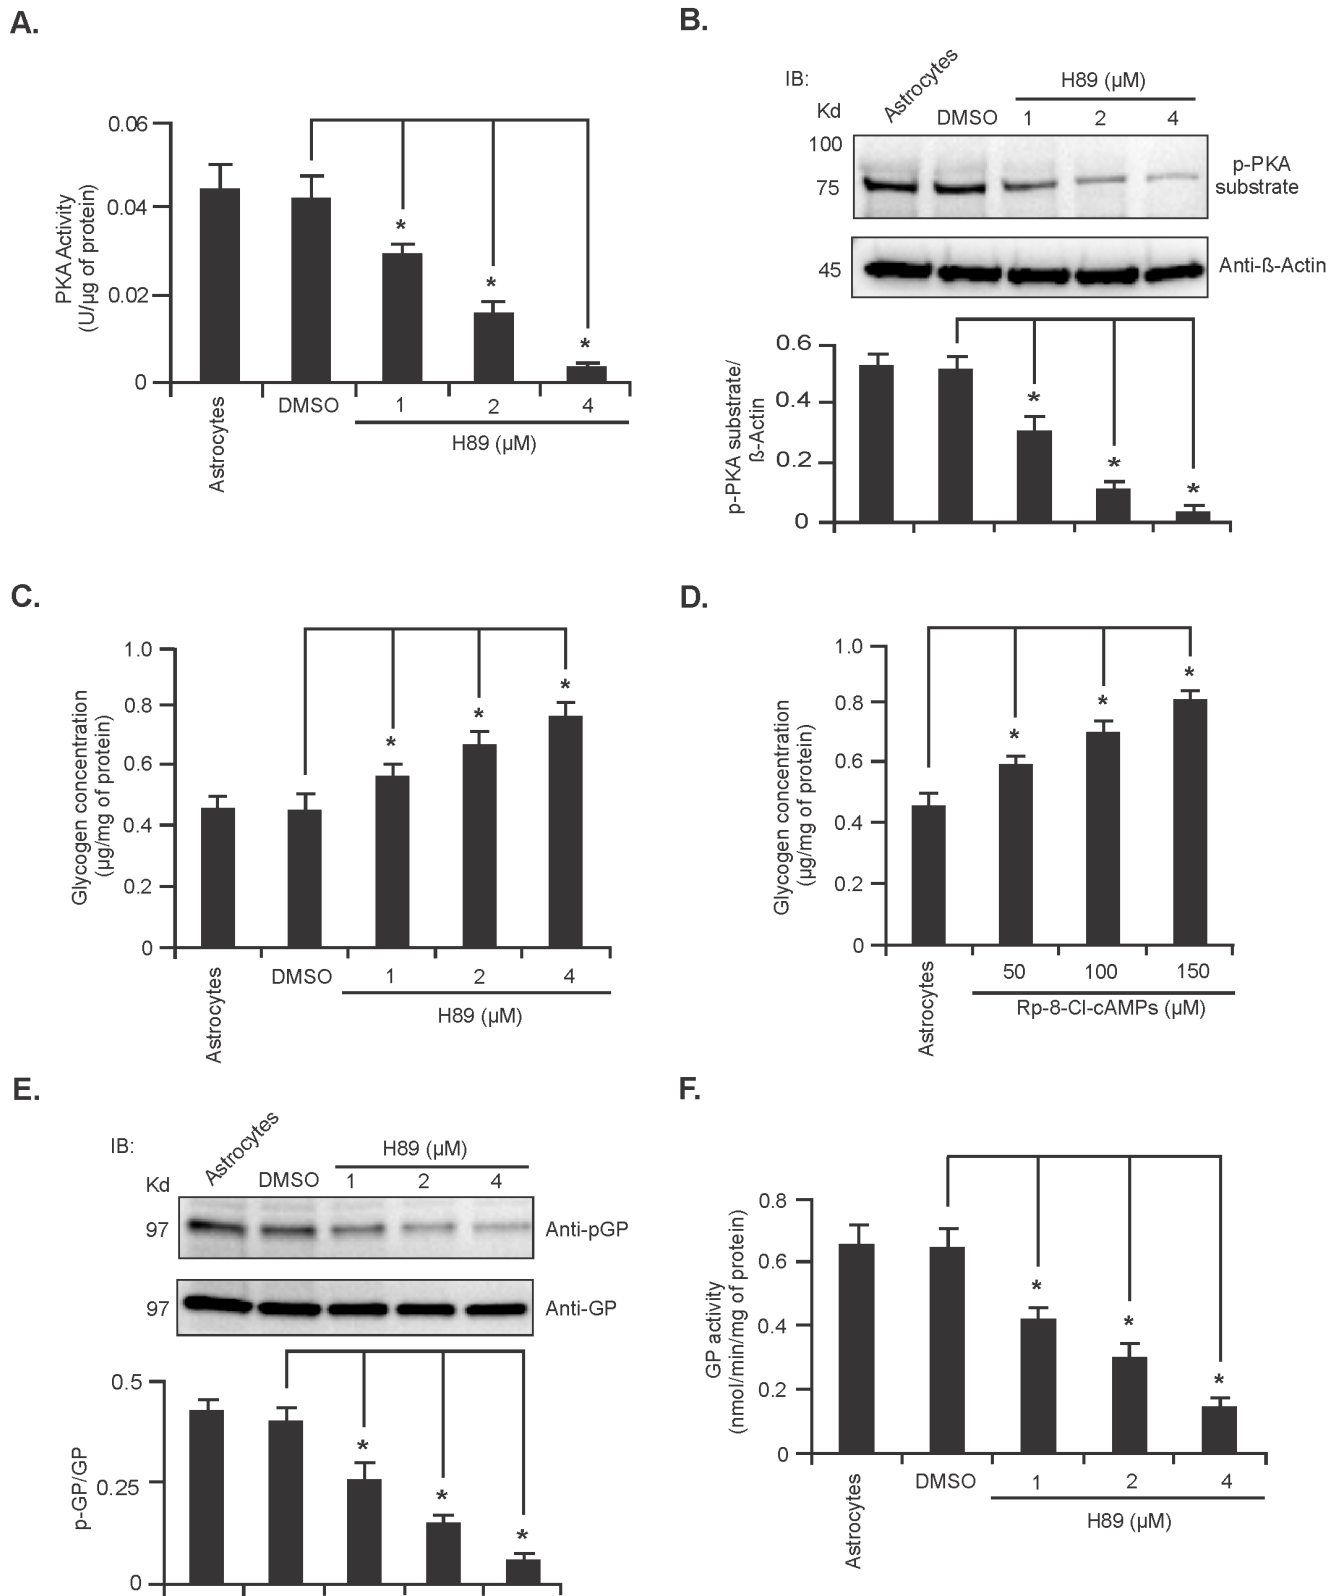 A.
PKA Activity
(U/µg of protein)
0.06
0.04
0.02
0
*
*
*
Astrocytes
DMSO
1
2
4
H89 (µM)
B.
IB:
Kd
Astrocytes
DMSO
H89 (µM)
1
2
4
100
75
p-PKA
substrate
45
Anti-ß-Actin
p-PKA substrate/
ß-Actin
0.6
0.4
0.2
0
*
*
*
C.
Glycogen concentration
(µg/mg of protein)
1.0
0.8
0.6
0.4
0.2
0
*
*
*
Astrocytes
DMSO
1
2
4
H89 (µM)
D.
Glycogen concentration
(µg/mg of protein)
1.0
0.8
0.6
0.4
0.2
0
*
*
*
Astrocytes
50
100
150
Rp-8-Cl-cAMPs (µM)
E.
IB:
Kd
Astrocytes
DMSO
H89 (µM)
1
2
4
97
Anti-pGP
97
Anti-GP
p-GP/GP
0.5
0.25
0
*
*
*
F.
GP activity
(nmol/min/mg of protein)
0.8
0.6
0.4
0.2
0
*
*
*
Astrocytes
DMSO
1
2
4
H89 (µM)